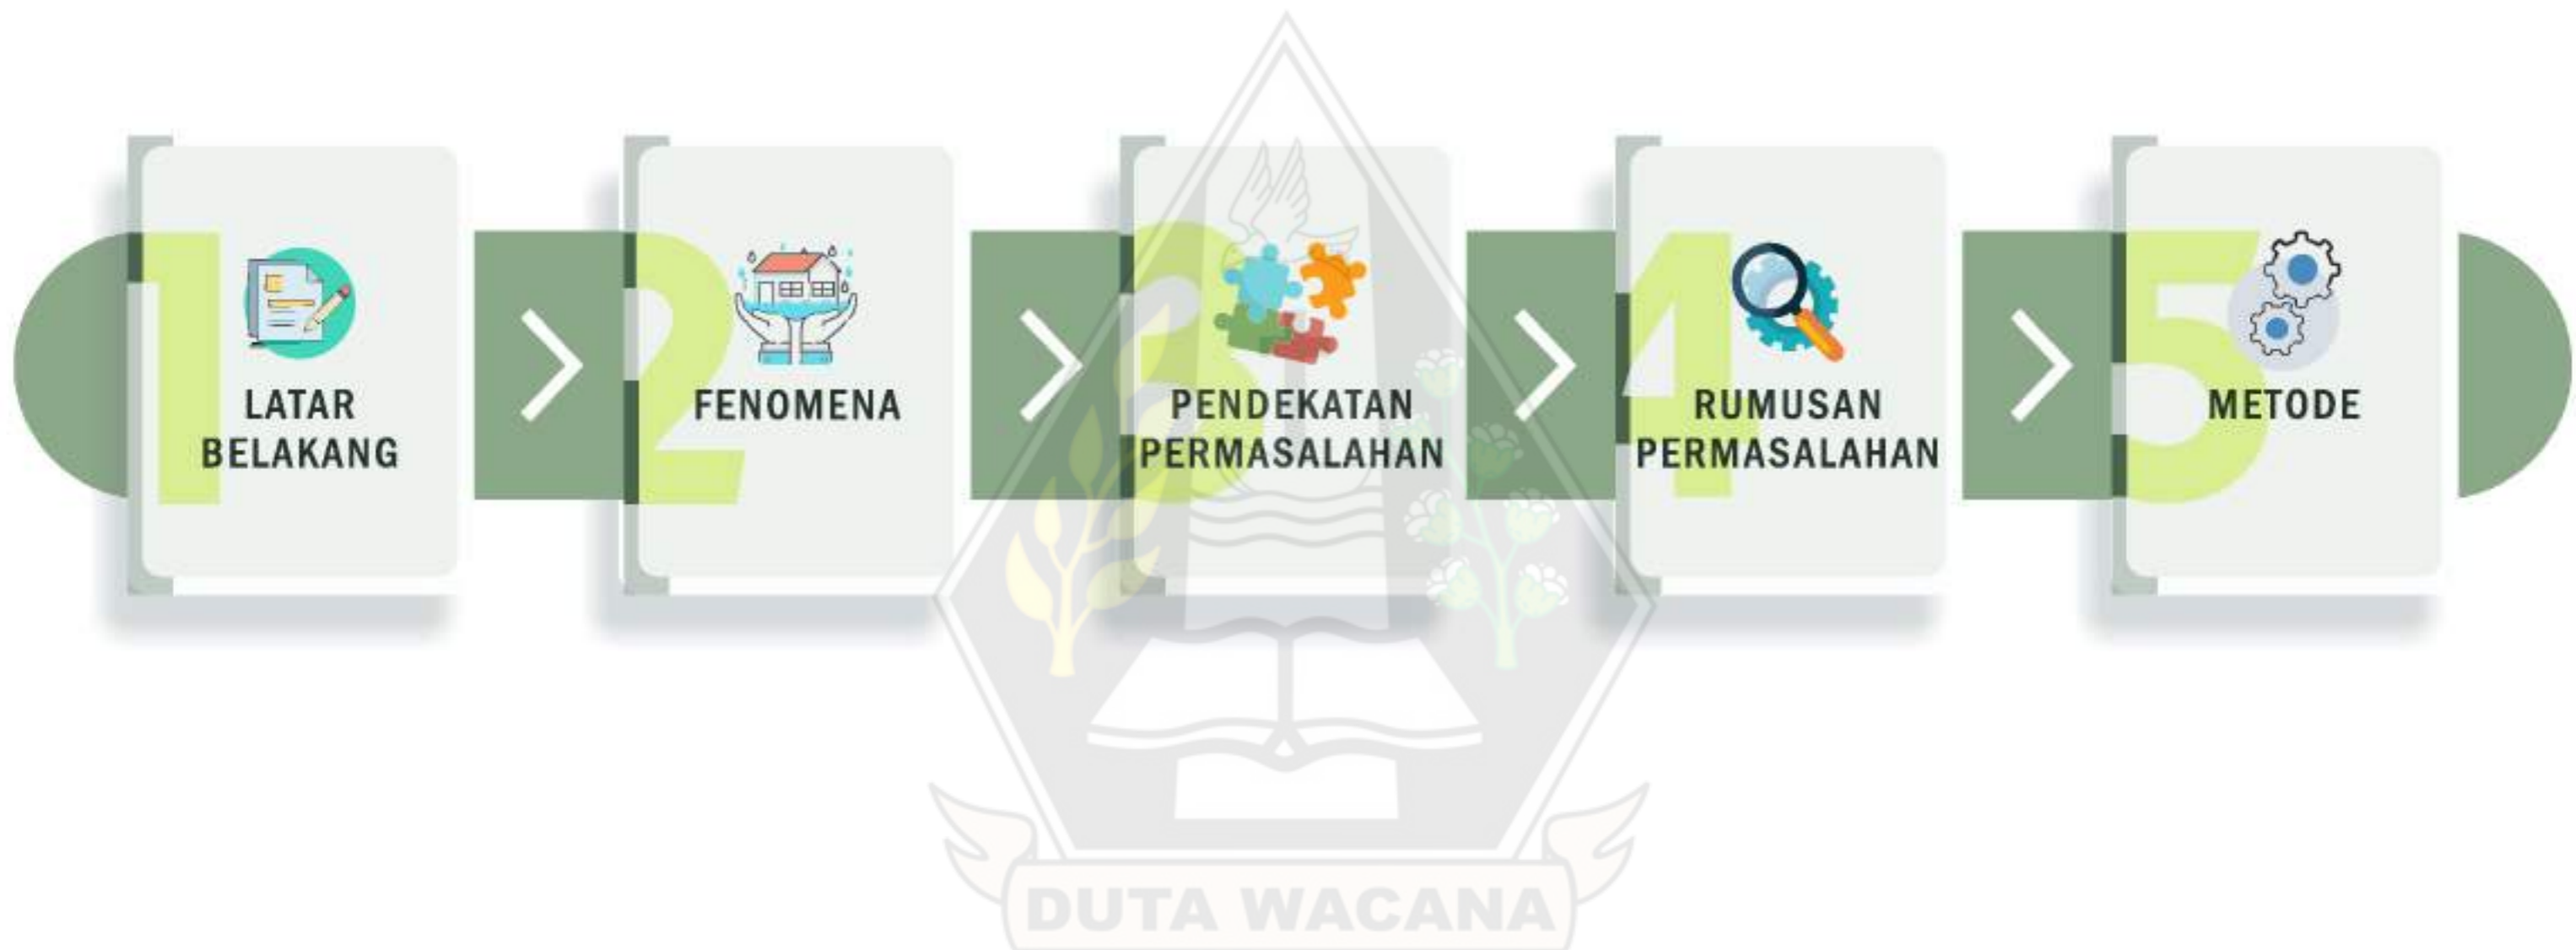 1
LATAR
BELAKANG
2
FENOMENA
3
PENDEKATAN
PERMASALAHAN
4
RUMUSAN
PERMASALAHAN
5
METODE
DUTA WACANA